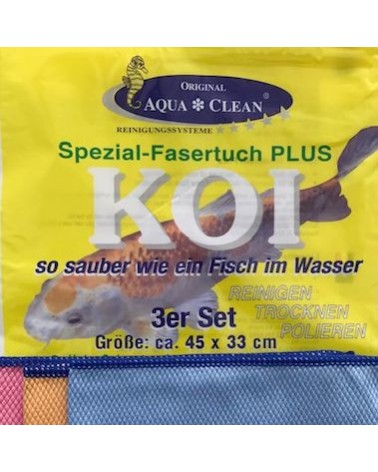 ORIGINAL
AQUA ❄ CLEAN®
REINIGUNGSSYSTEME ★★★★★
Spezial-Fasertuch PLUS
KOI
so sauber wie ein Fisch im Wasser
REINIGEN
TROCKNEN
POLIEREN
3er Set
Größe: ca. 45 x 33 cm